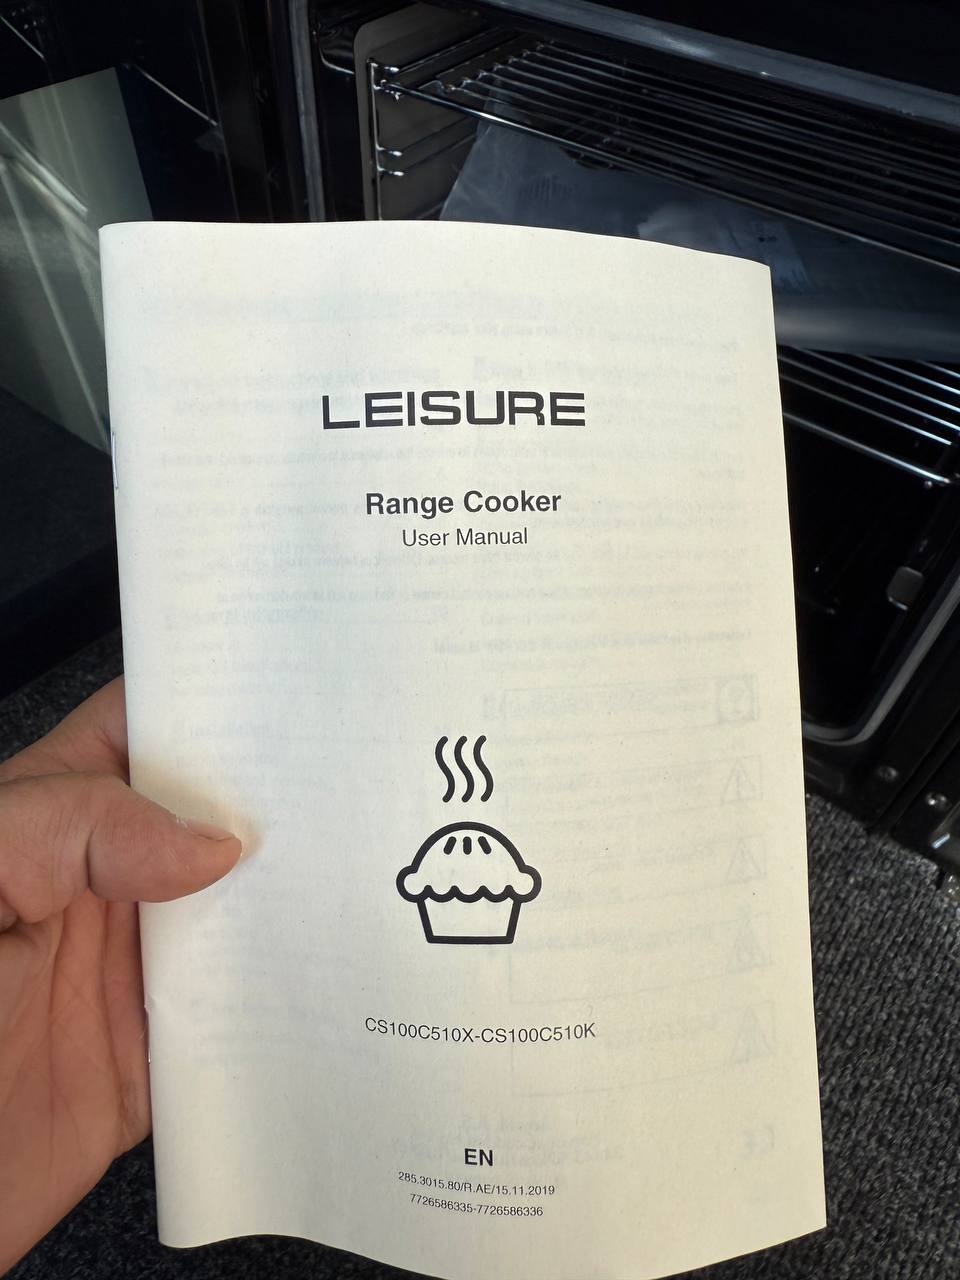 LEISURE
Range Cooker
User Manual
CS100C510X-CS100C510K
EN
285.3015.80/R.AE/15.11.2019
7726586335-7726586336